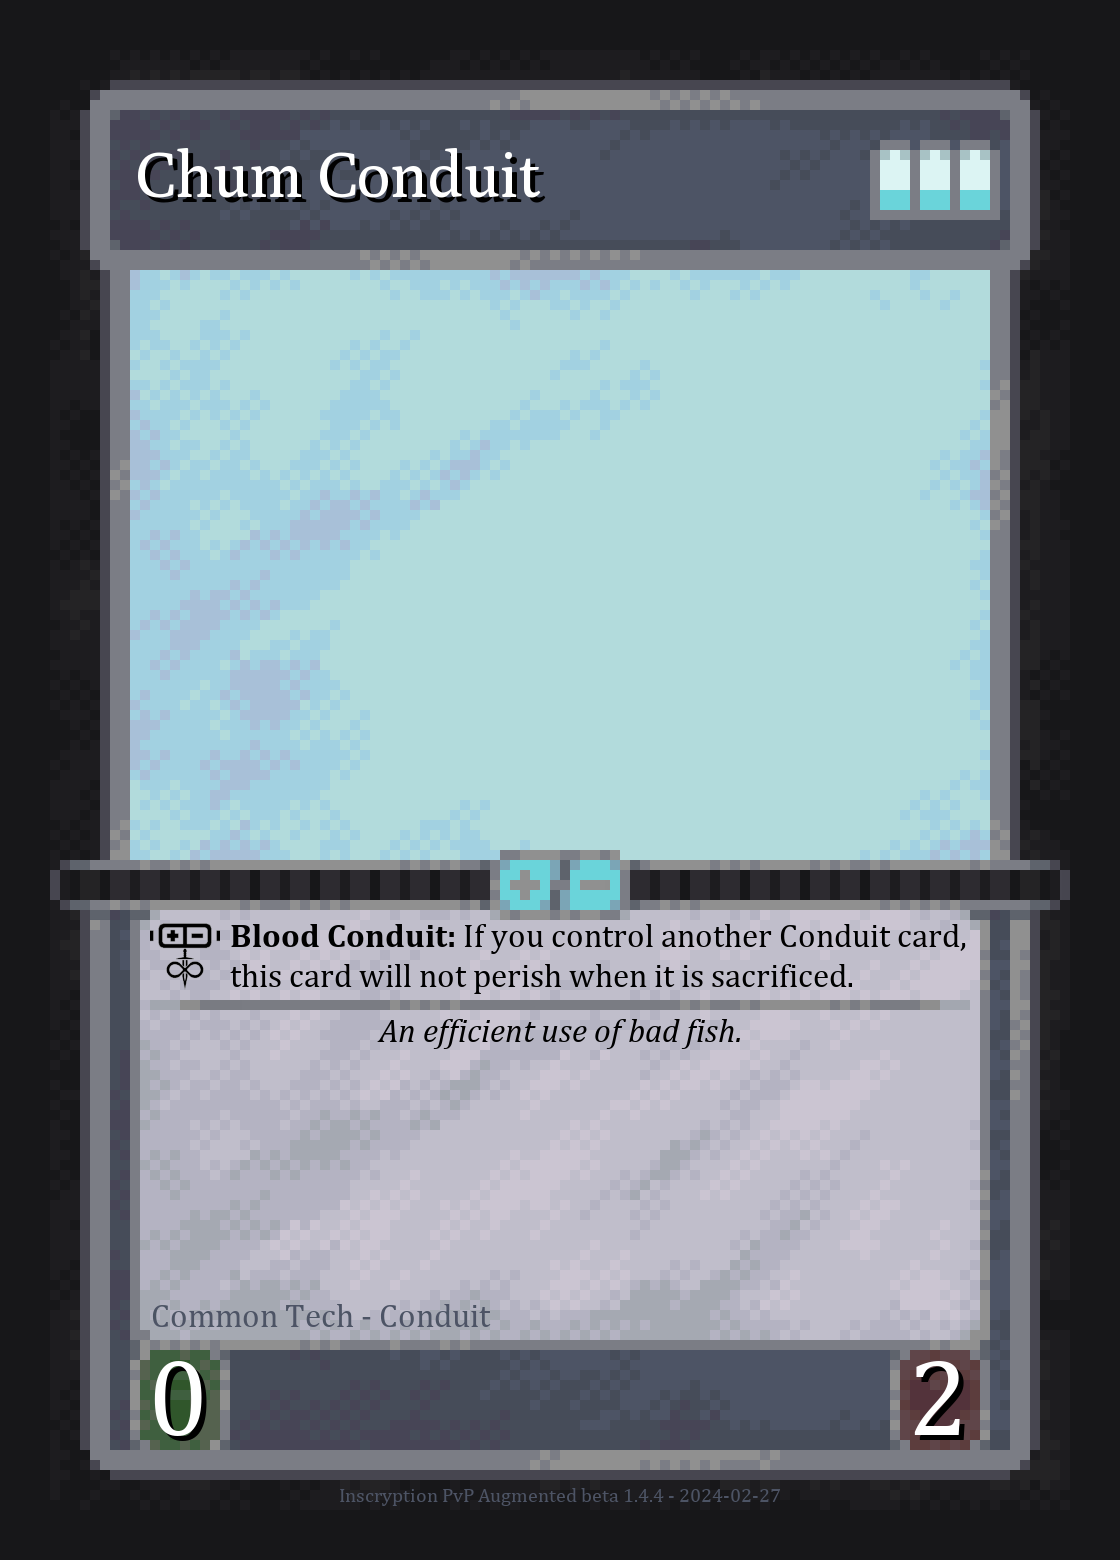 Chum Conduit
Blood Conduit: If you control another Conduit card,
this card will not perish when it is sacrificed.
An efficient use of bad fish.
Common Tech - Conduit
0
2
Inscryption PvP Augmented beta 1.4.4 - 2024-02-27